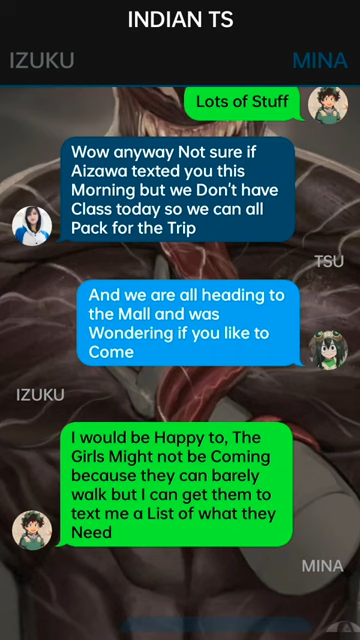 INDIAN TS
IZUKU
MINA
Lots of Stuff
Wow anyway Not sure if
Aizawa texted you this
Morning but we Don't have
Class today so we can all
Pack for the Trip
TSU
And we are all heading to
the Mall and was
Wondering if you like to
Come
IZUKU
I would be Happy to, The
Girls Might not be Coming
because they can barely
walk but I can get them to
text me a List of what they
Need
MINA